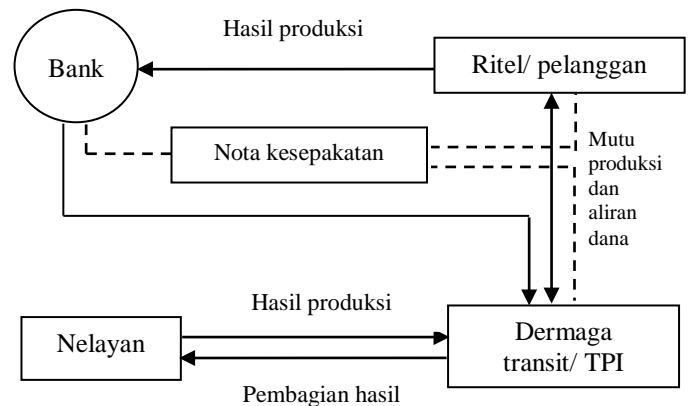 Hasil produksi
Bank
Ritel/ pelanggan
Nota kesepakatan
Mutu
produksi
dan
aliran
dana
Hasil produksi
Nelayan
Dermaga
transit/ TPI
Pembagian hasil